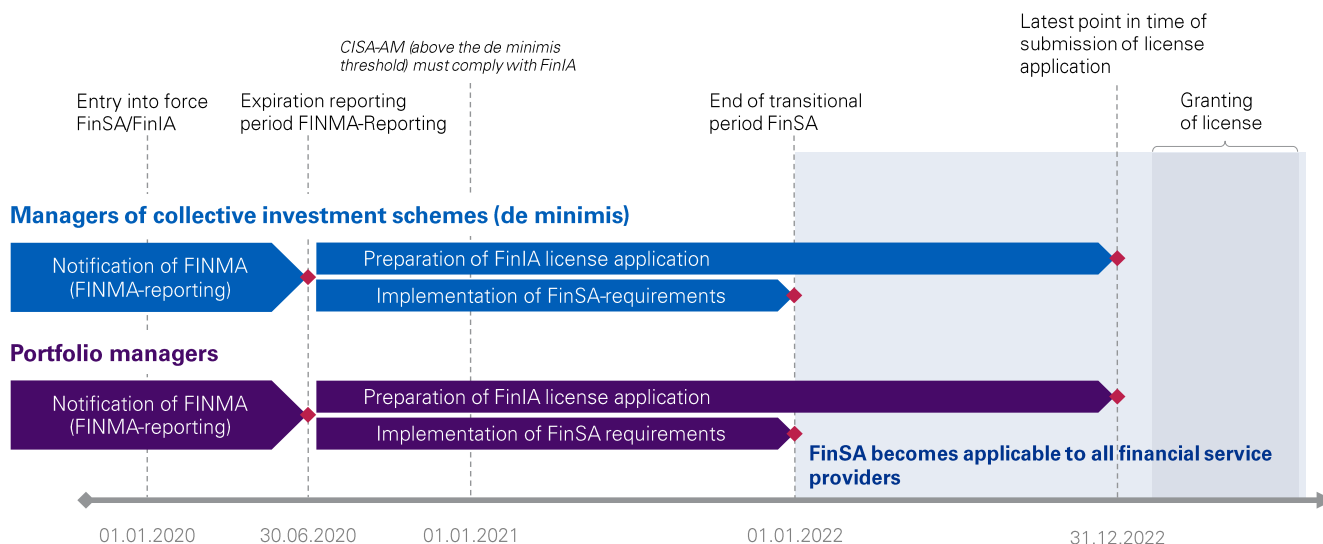 CISA-AM (above the de minimis
threshold) must comply with FinIA
Latest point in time of
submission of license
application
Entry into force
FinSA/FinIA
Expiration reporting
period FINMA-Reporting
End of transitional
period FinSA
Granting
of license
Managers of collective investment schemes (de minimis)
Notification of FINMA
(FINMA-reporting)
Preparation of FinIA license application
Implementation of FinSA-requirements
Portfolio managers
Notification of FINMA
(FINMA-reporting)
Preparation of FinIA license application
Implementation of FinSA requirements
FinSA becomes applicable to all financial service
providers
01.01.2020
30.06.2020
01.01.2021
01.01.2022
31.12.2022